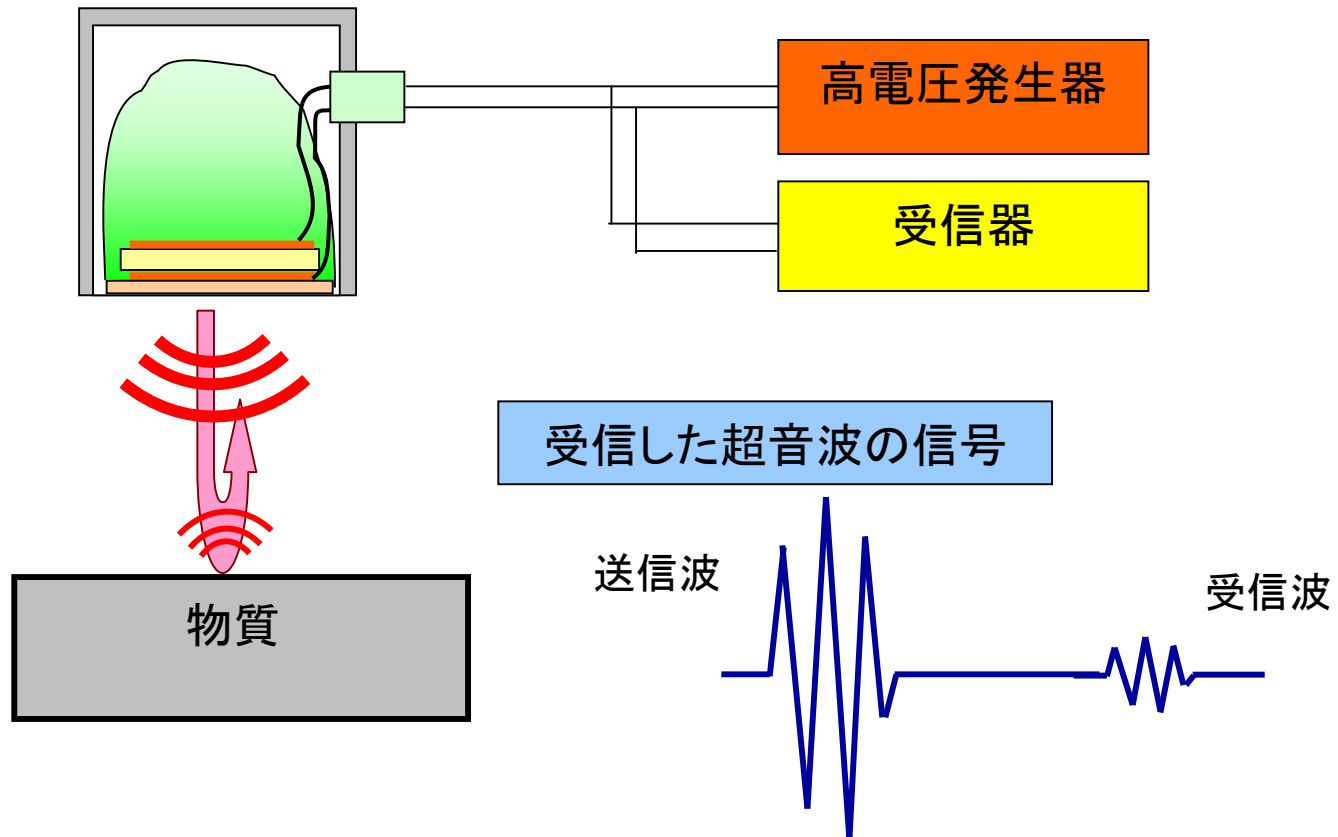 高電圧発生器
受信器
受信した超音波の信号
送信波
受信波
物質